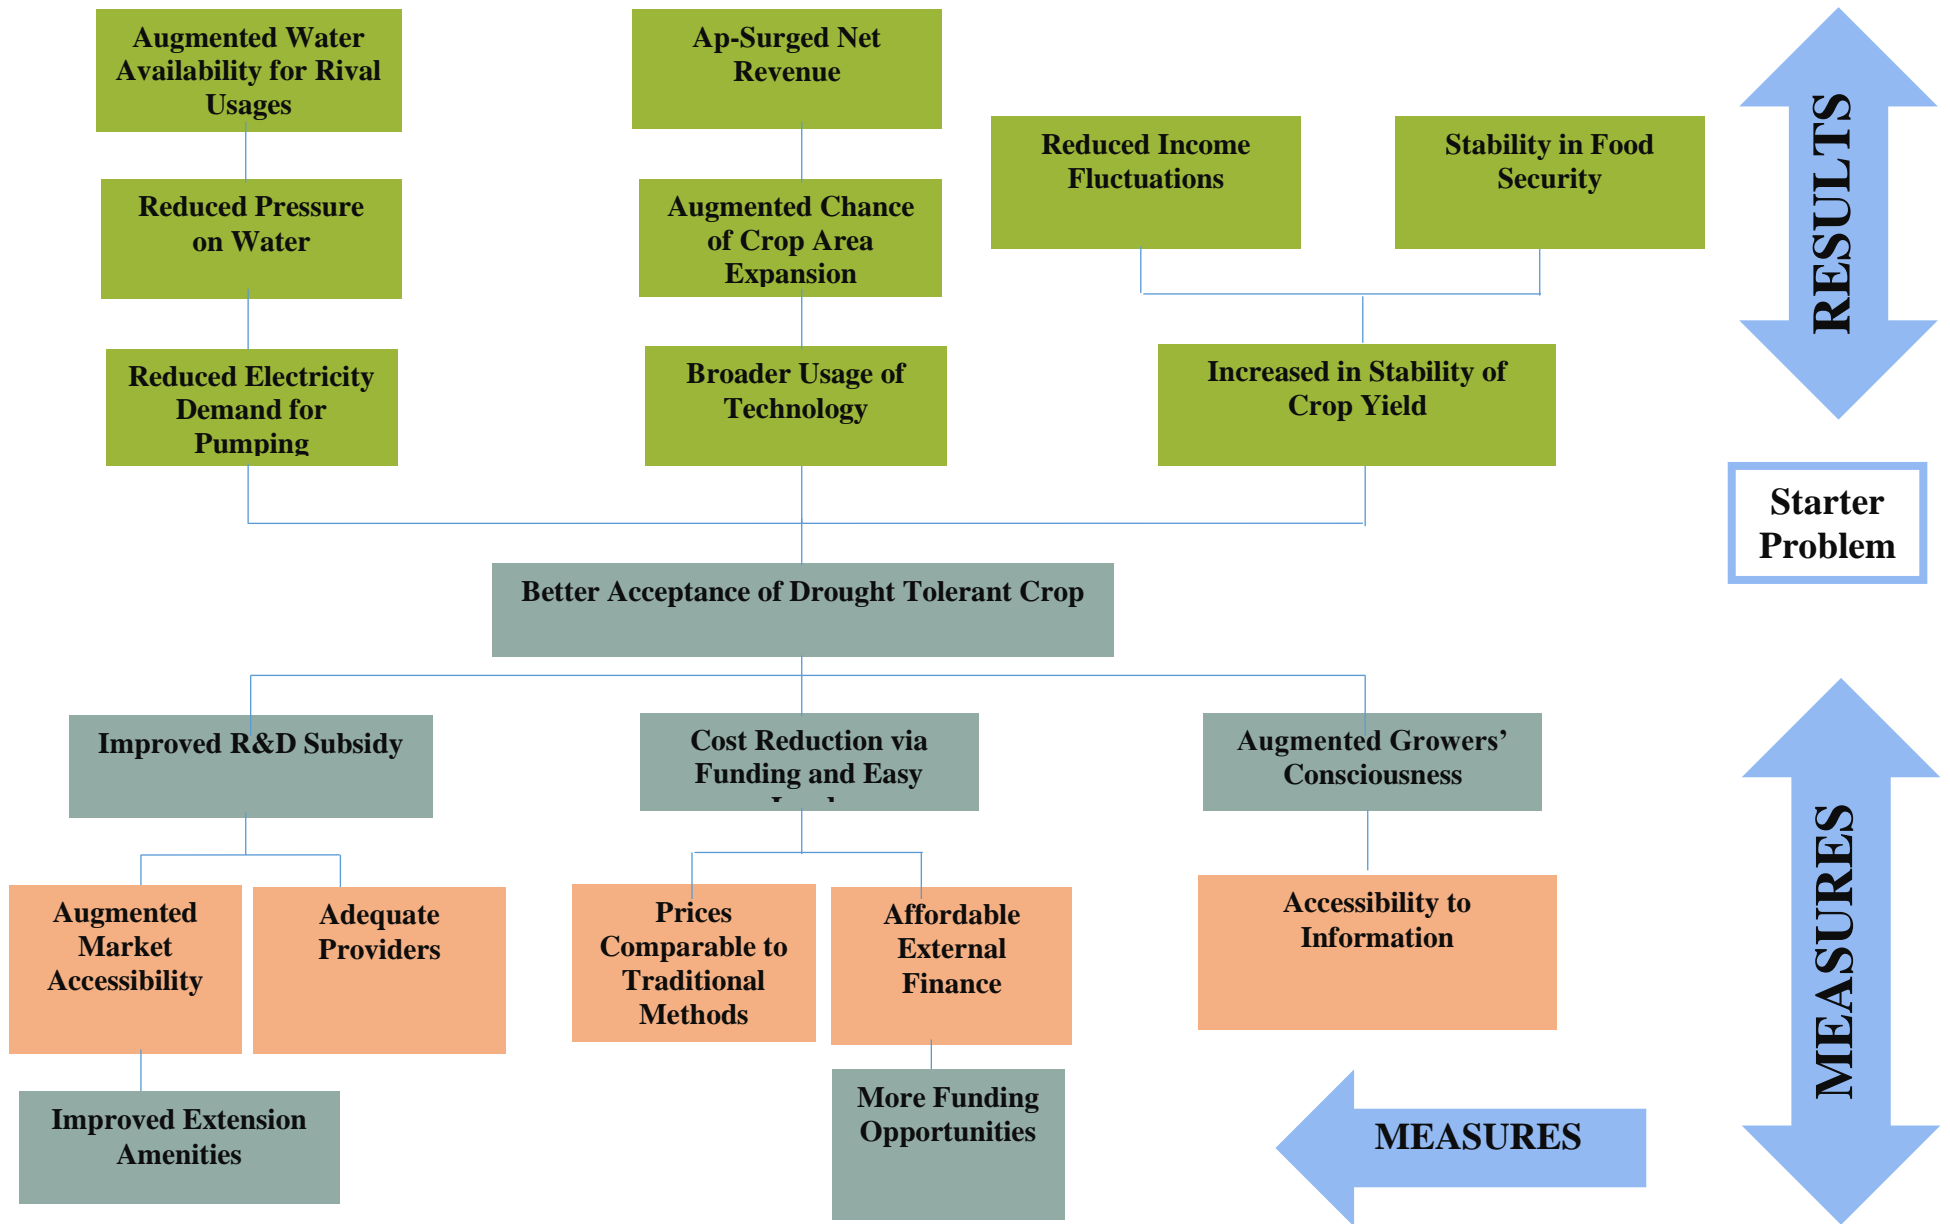 Augmented Water
Availability for Rival
Usages
Ap-Surged Net
Revenue
Reduced Income
Fluctuations
Stability in Food
Security
RESULTS
Reduced Pressure
on Water
Augmented Chance
of Crop Area
Expansion
Reduced Electricity
Demand for
Pumping
Broader Usage of
Technology
Increased in Stability of
Crop Yield
Starter
Problem
Better Acceptance of Drought Tolerant Crop
Improved R&D Subsidy
Cost Reduction via
Funding and Easy
Augmented Growers’
Consciousness
MEASURES
Augmented
Market
Accessibility
Adequate
Providers
Prices
Comparable to
Traditional
Methods
Affordable
External
Finance
Accessibility to
Information
Improved Extension
Amenities
More Funding
Opportunities
MEASURES